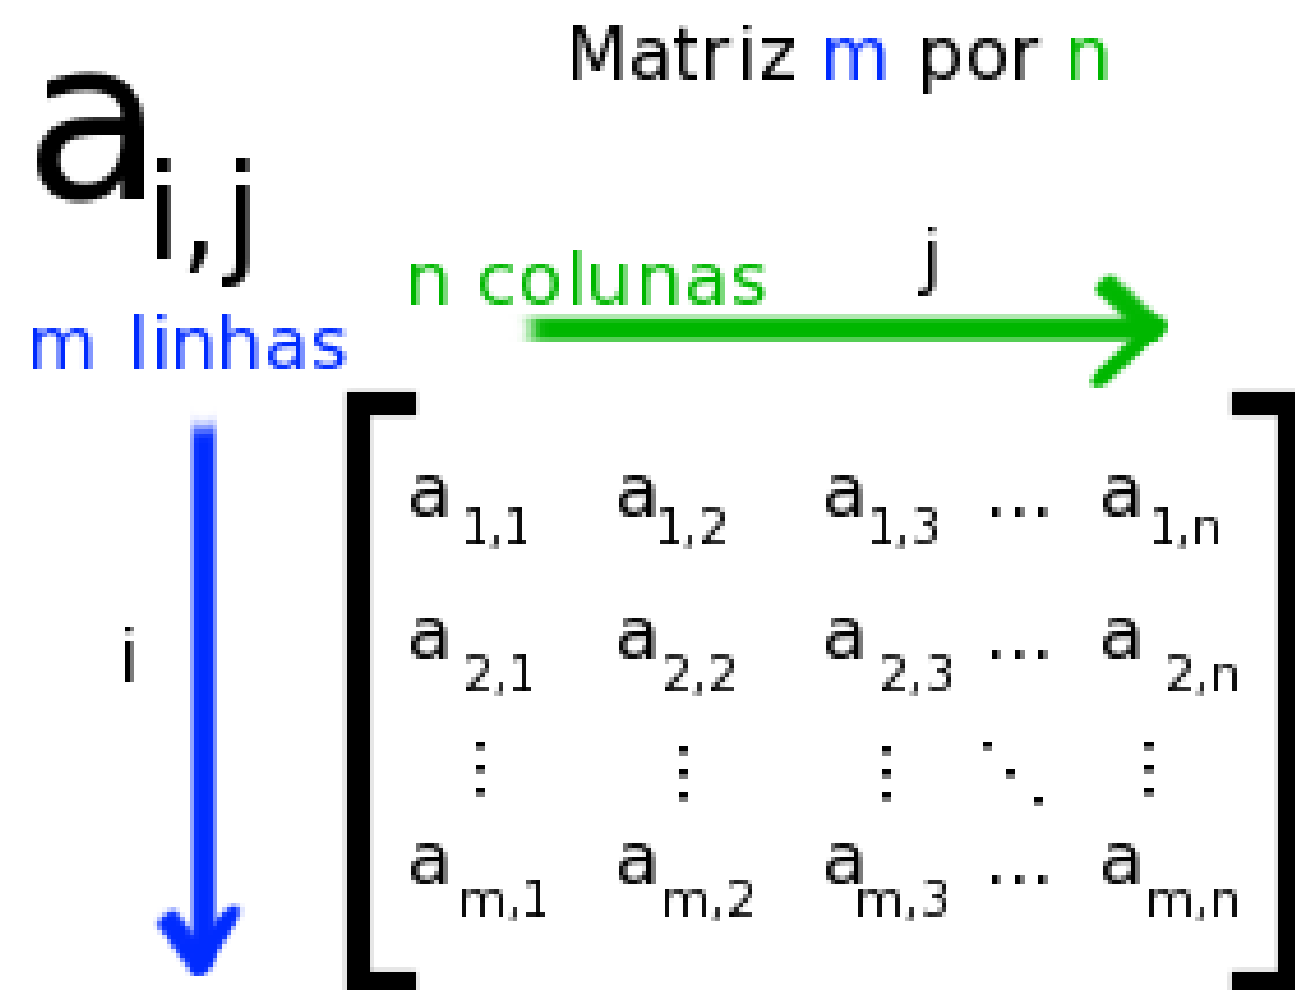 a i,j
Matriz m por n
n colunas
j
m linhas
i
a 1,1 a 1,2 a 1,3 ... a 1,n
a 2,1 a 2,2 a 2,3 ... a 2,n
⋮ ⋮ ⋮ ⋱ ⋮
a m,1 a m,2 a m,3 ... a m,n